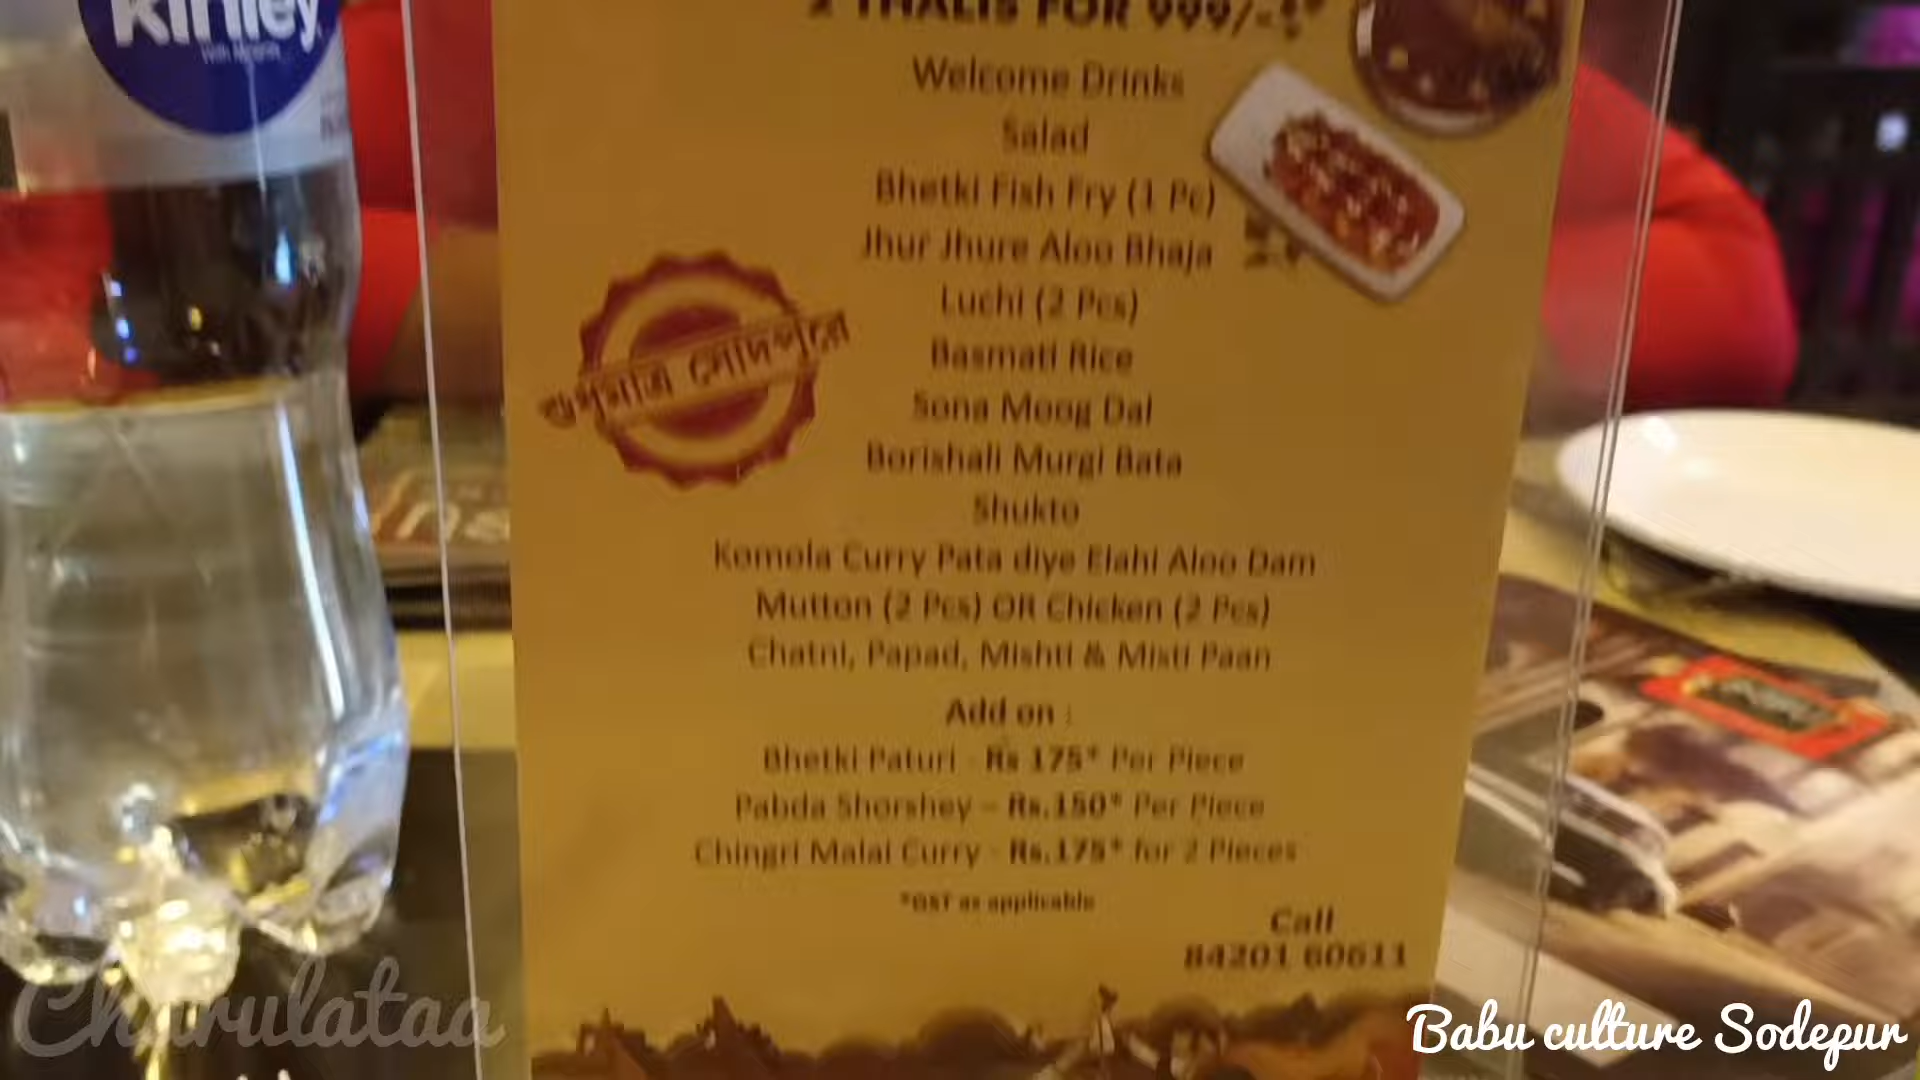 Kinley
With Minerals
2 THALIS FOR 999/-
Welcome Drinks
Salad
Bhetki Fish Fry (1 Pc)
Jhur Jhure Aloo Bhaja
Luchi (2 Pcs)
Basmati Rice
Sona Moog Dal
Borishali Murgi Bata
Shukto
Komola Curry Pata diye Elahi Aloo Dam
Mutton (2 Pcs) OR Chicken (2 Pcs)
Chatni, Papad, Mishti & Misti Paan
শুধুমাত্র সোদপুরে
Add on :
Bhetki Paturi - Rs 175* Per Piece
Pabda Shorshey – Rs.150* Per Piece
Chingri Malai Curry - Rs.175* for 2 Pieces
*GST as applicable
Call
84201 60611
Charulataa
Babu culture Sodepur